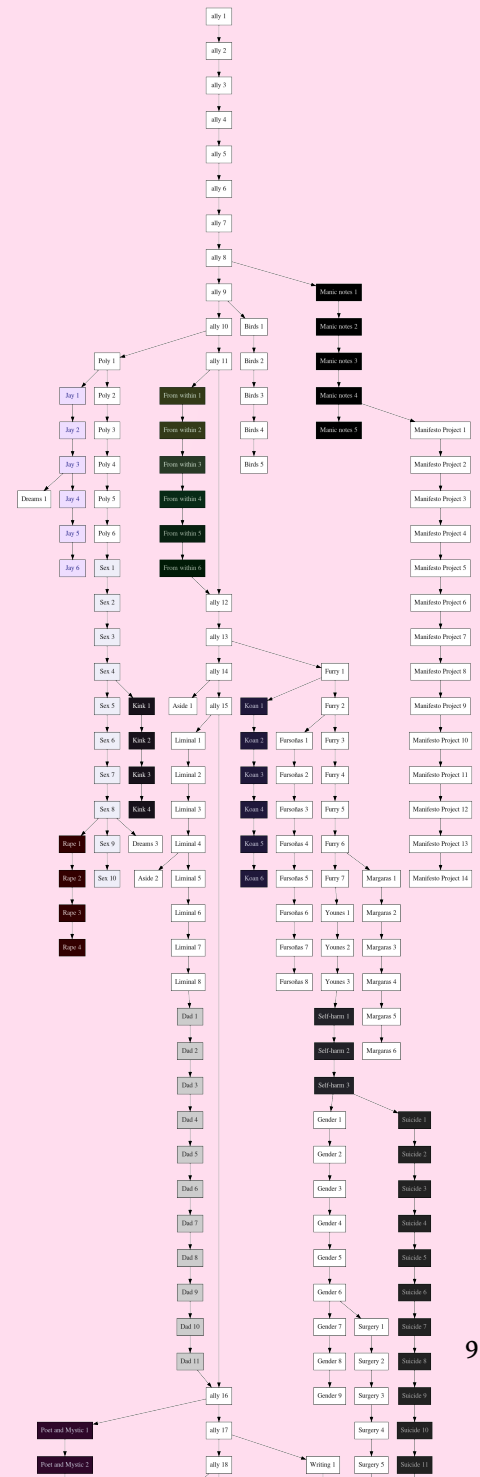 ally 1
ally 2
ally 3
ally 4
ally 5
ally 6
ally 7
ally 8
ally 9 Manic notes 1
ally 10 Birds 1 Manic notes 2
Poly 1 ally 11 Birds 2 Manic notes 3
Jay 1 Poly 2 From within 1 Birds 3 Manic notes 4
Jay 2 Poly 3 From within 2 Birds 4 Manic notes 5 Manifesto Project 1
Jay 3 Poly 4 From within 3 Birds 5 Manifesto Project 2
Dreams 1 Jay 4 Poly 5 From within 4 Manifesto Project 3
Jay 5 Poly 6 From within 5 Manifesto Project 4
Jay 6 Sex 1 From within 6 Manifesto Project 5
Sex 2 ally 12 Manifesto Project 6
Sex 3 ally 13 Manifesto Project 7
Sex 4 ally 14 Furry 1 Manifesto Project 8
Sex 5 Kink 1 Aside 1 ally 15 Koan 1 Furry 2 Manifesto Project 9
Sex 6 Kink 2 Liminal 1 Koan 2 Fursoñas 1 Furry 3 Manifesto Project 10
Sex 7 Kink 3 Liminal 2 Koan 3 Fursoñas 2 Furry 4 Manifesto Project 11
Sex 8 Kink 4 Liminal 3 Koan 4 Fursoñas 3 Furry 5 Manifesto Project 12
Rape 1 Sex 9 Dreams 3 Liminal 4 Koan 5 Fursoñas 4 Furry 6 Manifesto Project 13
Rape 2 Sex 10 Aside 2 Liminal 5 Koan 6 Fursoñas 5 Furry 7 Margaras 1 Manifesto Project 14
Rape 3 Liminal 6 Fursoñas 6 Younes 1 Margaras 2
Rape 4 Liminal 7 Fursoñas 7 Younes 2 Margaras 3
Liminal 8 Fursoñas 8 Younes 3 Margaras 4
Dad 1 Self-harm 1 Margaras 5
Dad 2 Self-harm 2 Margaras 6
Dad 3 Self-harm 3
Dad 4 Gender 1 Suicide 1
Dad 5 Gender 2 Suicide 2
Dad 6 Gender 3 Suicide 3
Dad 7 Gender 4 Suicide 4
Dad 8 Gender 5 Suicide 5
Dad 9 Gender 6 Suicide 6
Dad 10 Gender 7 Surgery 1 Suicide 7
9
Dad 11 Gender 8 Surgery 2 Suicide 8
ally 16 Gender 9 Surgery 3 Suicide 9
Poet and Mystic 1 ally 17 Surgery 4 Suicide 10
Poet and Mystic 2 ally 18 Writing 1 Surgery 5 Suicide 11